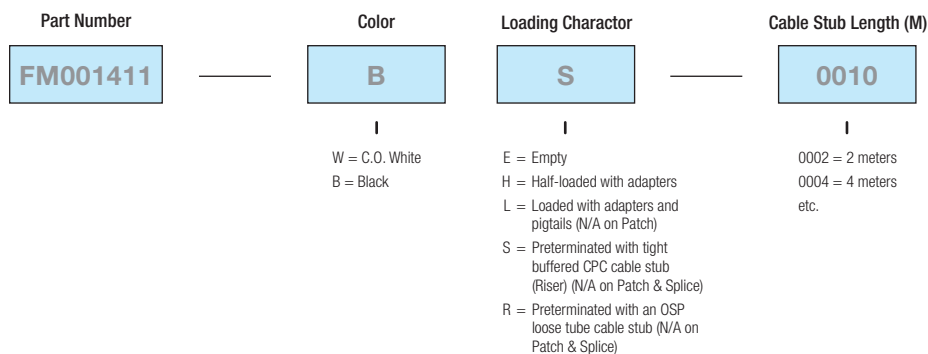 Part Number
Color
Loading Charactor
Cable Stub Length (M)
FM001411
B
S
0010
W = C.O. White
B = Black
E = Empty
H = Half-loaded with adapters
L = Loaded with adapters and
pigtails (N/A on Patch)
S = Preterminated with tight
buffered CPC cable stub
(Riser) (N/A on Patch & Splice)
R = Preterminated with an OSP
loose tube cable stub (N/A on
Patch & Splice)
0002 = 2 meters
0004 = 4 meters
etc.